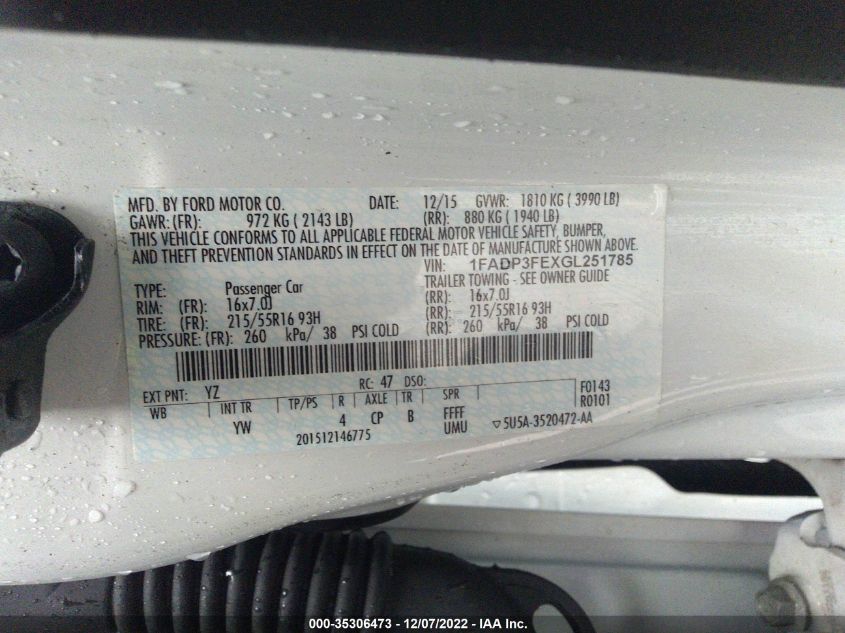 MFD. BY FORD MOTOR CO. DATE: 12/15 GVWR: 1810 KG ( 3990 LB)
GAWR:(FR): 972 KG ( 2143 LB) (RR): 880 KG ( 1940 LB)
THIS VEHICLE CONFORMS TO ALL APPLICABLE FEDERAL MOTOR VEHICLE SAFETY, BUMPER,
AND THEFT PREVENTION STANDARDS IN EFFECT ON THE DATE OF MANUFACTURE SHOWN ABOVE.
VIN: 1FADP3FEXGL251785
TYPE: Passenger Car TRAILER TOWING - SEE OWNER GUIDE
RIM: (FR): 16x7.0J (RR): 16x7.0J
TIRE: (FR): 215/55R16 93H (RR): 215/55R16 93H
PRESSURE: (FR): 260 kPa/ 38 PSI COLD (RR): 260 kPa/ 38 PSI COLD
EXT PNT: YZ RC: 47 DSO: F0143
WB INT TR TP/PS R AXLE TR SPR R0101
YW 4 CP B FFFF ▽5U5A-3520472-AA
201512146775 UMU
000-35306473 - 12/07/2022 - IAA Inc.